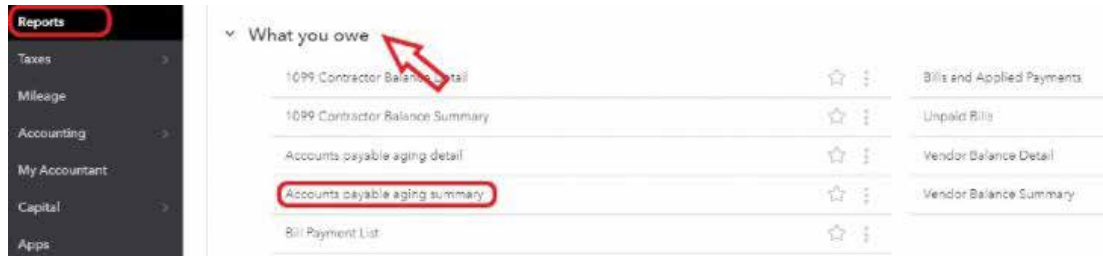 Reports
Taxes
Mileage
Accounting
My Accountant
Capital
Apps
What you owe
1099 Contractor Balance Detail
1099 Contractor Balance Summary
Accounts payable aging detail
Accounts payable aging summary
Bill Payment List
Bills and Applied Payments
Unpaid Bills
Vendor Balance Detail
Vendor Balance Summary